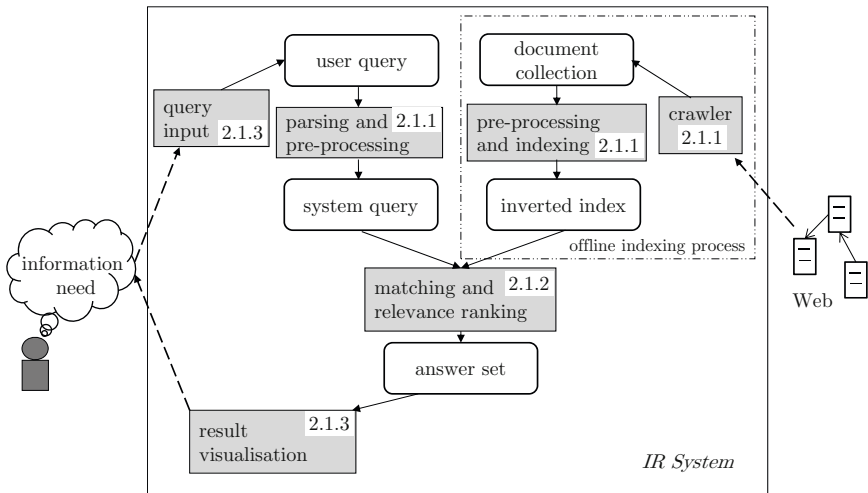 user query
document
collection
query
input 2.1.3
parsing and 2.1.1
pre-processing
pre-processing
and indexing 2.1.1
crawler
2.1.1
system query
inverted index
offline indexing process
information
need
matching and 2.1.2
relevance ranking
Web
answer set
result 2.1.3
visualisation
IR System